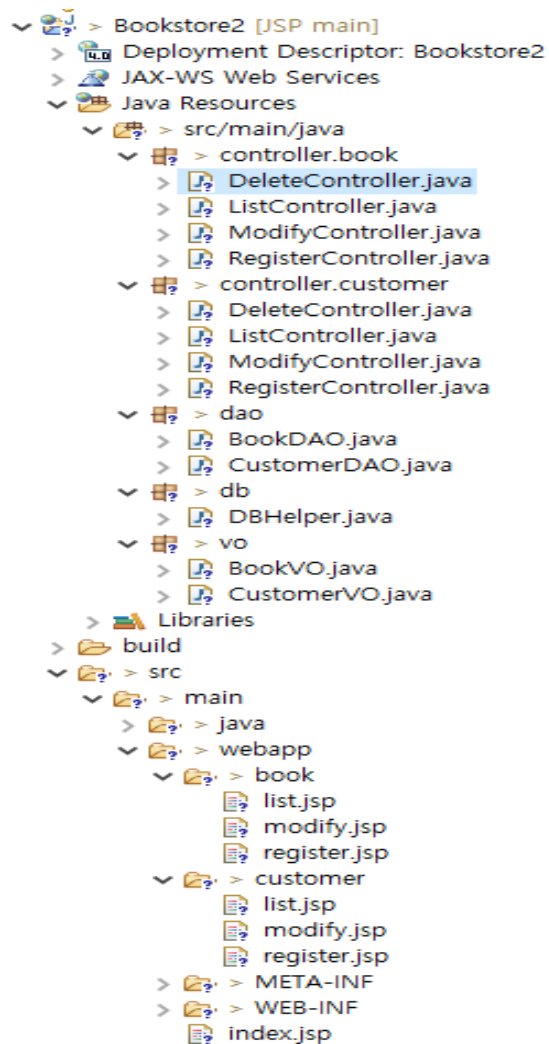 > Bookstore2 [JSP main]
> Deployment Descriptor: Bookstore2
> JAX-WS Web Services
Java Resources
> src/main/java
> controller.book
> DeleteController.java
> ListController.java
> ModifyController.java
> RegisterController.java
> controller.customer
> DeleteController.java
> ListController.java
> ModifyController.java
> RegisterController.java
> dao
> BookDAO.java
> CustomerDAO.java
> db
> DBHelper.java
> vo
> BookVO.java
> CustomerVO.java
> Libraries
> build
> src
> main
> > java
> webapp
> book
list.jsp
modify.jsp
register.jsp
> customer
list.jsp
modify.jsp
register.jsp
> > META-INF
> > WEB-INF
index.jsp